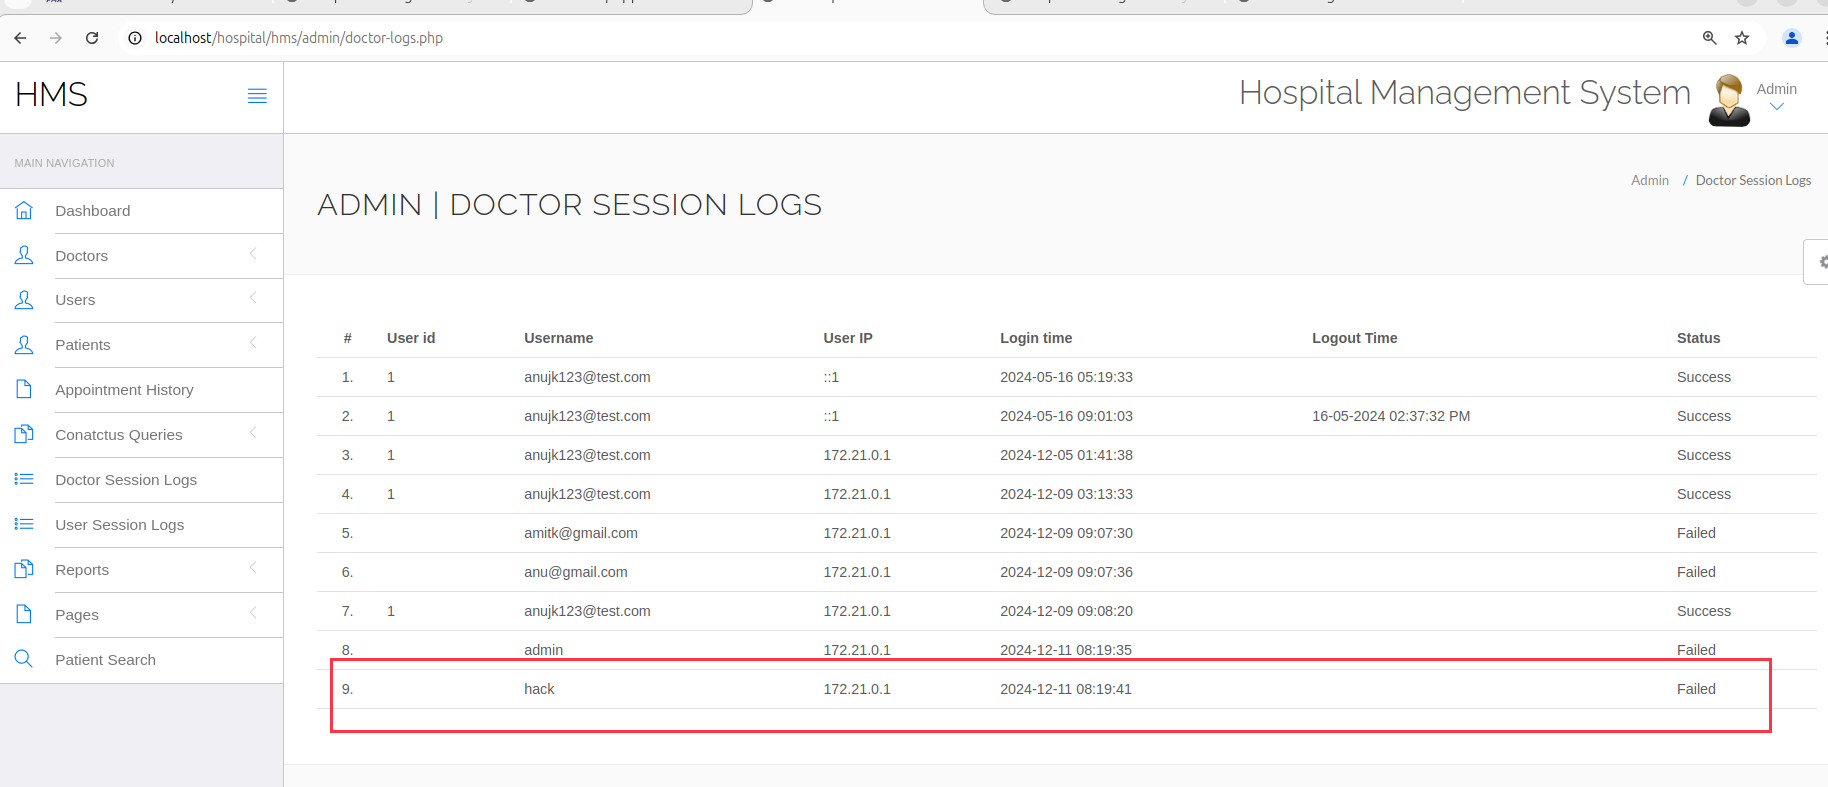 localhost/hospital/hms/admin/doctor-logs.php
HMS
Hospital Management System
Admin
MAIN NAVIGATION
Dashboard
Doctors
Users
Patients
Appointment History
Conatctus Queries
Doctor Session Logs
User Session Logs
Reports
Pages
Patient Search
ADMIN | DOCTOR SESSION LOGS
Admin / Doctor Session Logs
# User id Username User IP Login time Logout Time Status
1. 1 anujk123@test.com ::1 2024-05-16 05:19:33 Success
2. 1 anujk123@test.com ::1 2024-05-16 09:01:03 16-05-2024 02:37:32 PM Success
3. 1 anujk123@test.com 172.21.0.1 2024-12-05 01:41:38 Success
4. 1 anujk123@test.com 172.21.0.1 2024-12-09 03:13:33 Success
5. amitk@gmail.com 172.21.0.1 2024-12-09 09:07:30 Failed
6. anu@gmail.com 172.21.0.1 2024-12-09 09:07:36 Failed
7. 1 anujk123@test.com 172.21.0.1 2024-12-09 09:08:20 Success
8. admin 172.21.0.1 2024-12-11 08:19:35 Failed
9. hack 172.21.0.1 2024-12-11 08:19:41 Failed